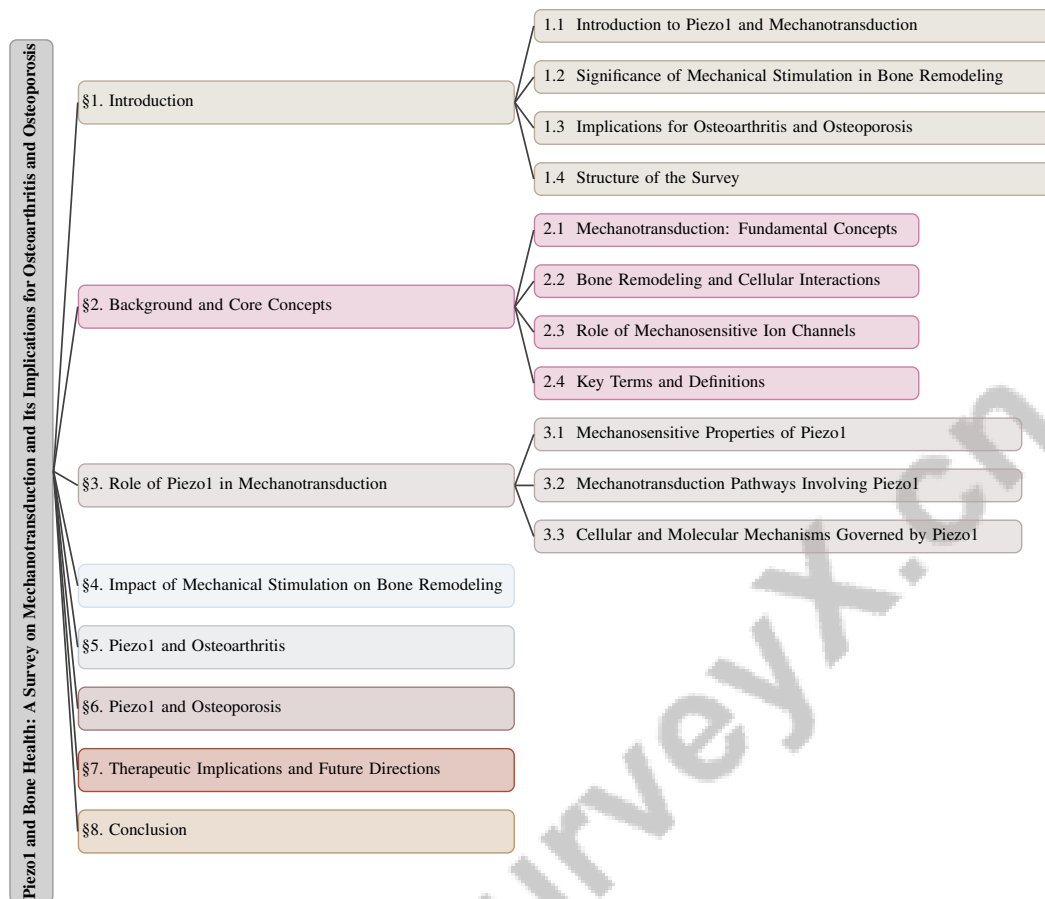 Piezo1 and Bone Health: A Survey on Mechanotransduction and Its Implications for Osteoarthritis and Osteoporosis
§1. Introduction
1.1 Introduction to Piezo1 and Mechanotransduction
1.2 Significance of Mechanical Stimulation in Bone Remodeling
1.3 Implications for Osteoarthritis and Osteoporosis
1.4 Structure of the Survey
§2. Background and Core Concepts
2.1 Mechanotransduction: Fundamental Concepts
2.2 Bone Remodeling and Cellular Interactions
2.3 Role of Mechanosensitive Ion Channels
2.4 Key Terms and Definitions
§3. Role of Piezo1 in Mechanotransduction
3.1 Mechanosensitive Properties of Piezo1
3.2 Mechanotransduction Pathways Involving Piezo1
3.3 Cellular and Molecular Mechanisms Governed by Piezo1
§4. Impact of Mechanical Stimulation on Bone Remodeling
§5. Piezo1 and Osteoarthritis
§6. Piezo1 and Osteoporosis
§7. Therapeutic Implications and Future Directions
§8. Conclusion
urveyx.cn